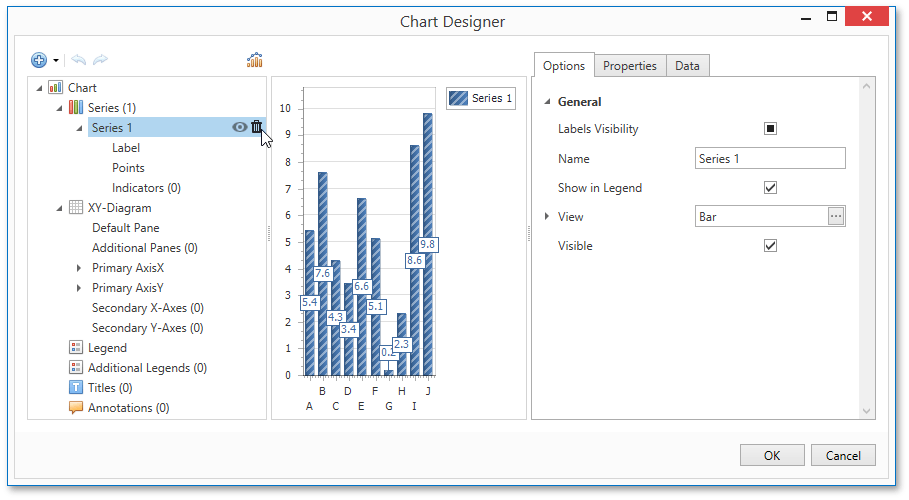 Chart Designer
Chart
Series (1)
Series 1
Label
Points
Indicators (0)
XY-Diagram
Default Pane
Additional Panes (0)
Primary AxisX
Primary AxisY
Secondary X-Axes (0)
Secondary Y-Axes (0)
Legend
Additional Legends (0)
Titles (0)
Annotations (0)
Series 1
10
9
8
7
6
5
4
3
2
1
0
5.4
7.6
4.3
3.4
6.6
5.1
0.2
2.3
8.6
9.8
B D F H J
A C E G I
Options Properties Data
General
Labels Visibility
Name Series 1
Show in Legend
View Bar ...
Visible
OK Cancel